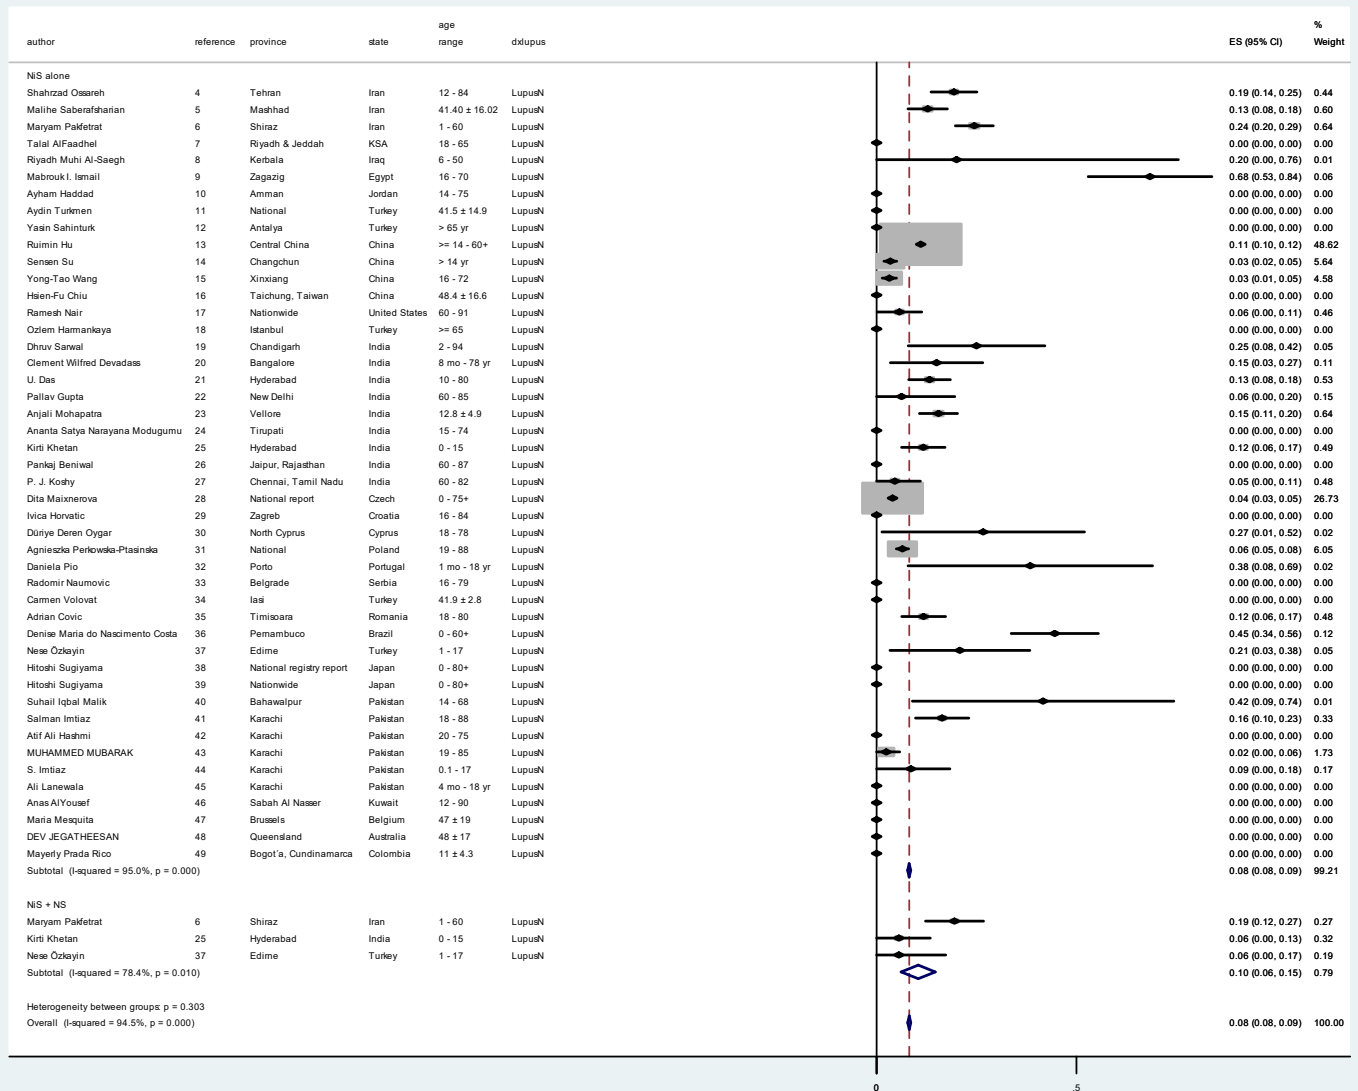 age %
author reference province state range dxlupus ES (95% CI) Weight
NiS alone
Shahrzad Ossareh 4 Tehran Iran 12 - 84 LupusN 0.19 (0.14, 0.25) 0.44
Malihe Saberafsharian 5 Mashhad Iran 41.40 ± 16.02 LupusN 0.13 (0.08, 0.18) 0.60
Maryam Pakfetrat 6 Shiraz Iran 1 - 60 LupusN 0.24 (0.20, 0.29) 0.64
Talal AlFaadhel 7 Riyadh & Jeddah KSA 18 - 65 LupusN 0.00 (0.00, 0.00) 0.00
Riyadh Muhi Al-Saegh 8 Kerbala Iraq 6 - 50 LupusN 0.20 (0.00, 0.76) 0.01
Mabrouk I. Ismail 9 Zagazig Egypt 16 - 70 LupusN 0.68 (0.53, 0.84) 0.06
Ayham Haddad 10 Amman Jordan 14 - 75 LupusN 0.00 (0.00, 0.00) 0.00
Aydin Turkmen 11 National Turkey 41.5 ± 14.9 LupusN 0.00 (0.00, 0.00) 0.00
Yasin Sahinturk 12 Antalya Turkey > 65 yr LupusN 0.00 (0.00, 0.00) 0.00
Ruimin Hu 13 Central China China >= 14 - 60+ LupusN 0.11 (0.10, 0.12) 48.62
Sensen Su 14 Changchun China > 14 yr LupusN 0.03 (0.02, 0.05) 5.64
Yong-Tao Wang 15 Xinxiang China 16 - 72 LupusN 0.03 (0.01, 0.05) 4.58
Hsien-Fu Chiu 16 Taichung, Taiwan China 48.4 ± 16.6 LupusN 0.00 (0.00, 0.00) 0.00
Ramesh Nair 17 Nationwide United States 60 - 91 LupusN 0.06 (0.00, 0.11) 0.46
Ozlem Harmankaya 18 Istanbul Turkey >= 65 LupusN 0.00 (0.00, 0.00) 0.00
Dhruv Sarwal 19 Chandigarh India 2 - 94 LupusN 0.25 (0.08, 0.42) 0.05
Clement Wilfred Devadass 20 Bangalore India 8 mo - 78 yr LupusN 0.15 (0.03, 0.27) 0.11
U. Das 21 Hyderabad India 10 - 80 LupusN 0.13 (0.08, 0.18) 0.53
Pallav Gupta 22 New Delhi India 60 - 85 LupusN 0.06 (0.00, 0.20) 0.15
Anjali Mohapatra 23 Vellore India 12.8 ± 4.9 LupusN 0.15 (0.11, 0.20) 0.64
Ananta Satya Narayana Modugumu 24 Tirupati India 15 - 74 LupusN 0.00 (0.00, 0.00) 0.00
Kirti Khetan 25 Hyderabad India 0 - 15 LupusN 0.12 (0.06, 0.17) 0.49
Pankaj Beniwal 26 Jaipur, Rajasthan India 60 - 87 LupusN 0.00 (0.00, 0.00) 0.00
P. J. Koshy 27 Chennai, Tamil Nadu India 60 - 82 LupusN 0.05 (0.00, 0.11) 0.48
Dita Maixnerova 28 National report Czech 0 - 75+ LupusN 0.04 (0.03, 0.05) 26.73
Ivica Horvatic 29 Zagreb Croatia 16 - 84 LupusN 0.00 (0.00, 0.00) 0.00
Düriye Deren Oygar 30 North Cyprus Cyprus 18 - 78 LupusN 0.27 (0.01, 0.52) 0.02
Agnieszka Perkowska-Ptasinska 31 National Poland 19 - 88 LupusN 0.06 (0.05, 0.08) 6.05
Daniela Pio 32 Porto Portugal 1 mo - 18 yr LupusN 0.38 (0.08, 0.69) 0.02
Radomir Naumovic 33 Belgrade Serbia 16 - 79 LupusN 0.00 (0.00, 0.00) 0.00
Carmen Volovat 34 Iasi Turkey 41.9 ± 2.8 LupusN 0.00 (0.00, 0.00) 0.00
Adrian Covic 35 Timisoara Romania 18 - 80 LupusN 0.12 (0.06, 0.17) 0.48
Denise Maria do Nascimento Costa 36 Pernambuco Brazil 0 - 60+ LupusN 0.45 (0.34, 0.56) 0.12
Nese Özkayin 37 Edirne Turkey 1 - 17 LupusN 0.21 (0.03, 0.38) 0.05
Hitoshi Sugiyama 38 National registry report Japan 0 - 80+ LupusN 0.00 (0.00, 0.00) 0.00
Hitoshi Sugiyama 39 Nationwide Japan 0 - 80+ LupusN 0.00 (0.00, 0.00) 0.00
Suhail Iqbal Malik 40 Bahawalpur Pakistan 14 - 68 LupusN 0.42 (0.09, 0.74) 0.01
Salman Imtiaz 41 Karachi Pakistan 18 - 88 LupusN 0.16 (0.10, 0.23) 0.33
Atif Ali Hashmi 42 Karachi Pakistan 20 - 75 LupusN 0.00 (0.00, 0.00) 0.00
MUHAMMED MUBARAK 43 Karachi Pakistan 19 - 85 LupusN 0.02 (0.00, 0.06) 1.73
S. Imtiaz 44 Karachi Pakistan 0.1 - 17 LupusN 0.09 (0.00, 0.18) 0.17
Ali Lanewala 45 Karachi Pakistan 4 mo - 18 yr LupusN 0.00 (0.00, 0.00) 0.00
Anas AlYousef 46 Sabah Al Nasser Kuwait 12 - 90 LupusN 0.00 (0.00, 0.00) 0.00
Maria Mesquita 47 Brussels Belgium 47 ± 19 LupusN 0.00 (0.00, 0.00) 0.00
DEV JEGATHEESAN 48 Queensland Australia 48 ± 17 LupusN 0.00 (0.00, 0.00) 0.00
Mayerly Prada Rico 49 Bogot'a, Cundinamarca Colombia 11 ± 4.3 LupusN 0.00 (0.00, 0.00) 0.00
Subtotal (I-squared = 95.0%, p = 0.000) 0.08 (0.08, 0.09) 99.21
NiS + NS
Maryam Pakfetrat 6 Shiraz Iran 1 - 60 LupusN 0.19 (0.12, 0.27) 0.27
Kirti Khetan 25 Hyderabad India 0 - 15 LupusN 0.06 (0.00, 0.13) 0.32
Nese Özkayin 37 Edirne Turkey 1 - 17 LupusN 0.06 (0.00, 0.17) 0.19
Subtotal (I-squared = 78.4%, p = 0.010) 0.10 (0.06, 0.15) 0.79
Heterogeneity between groups: p = 0.303
Overall (I-squared = 94.5%, p = 0.000) 0.08 (0.08, 0.09) 100.00
0 .5